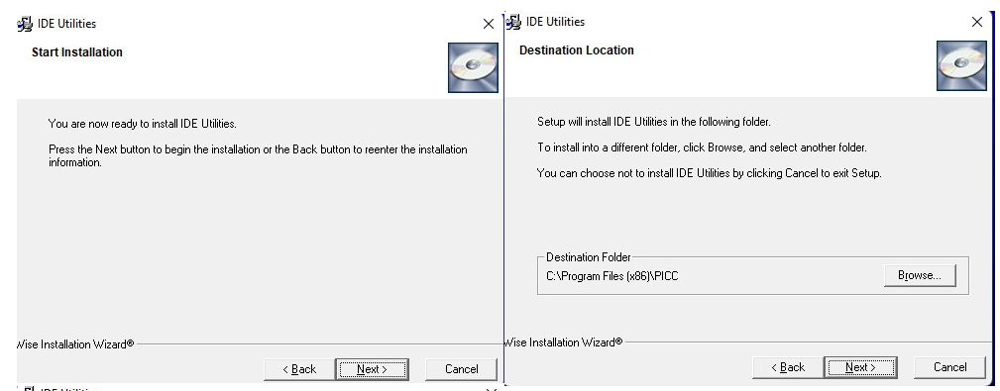 IDE Utilities
Start Installation
You are now ready to install IDE Utilities.
Press the Next button to begin the installation or the Back button to reenter the installation
information.
Wise Installation Wizard®
< Back
Next >
Cancel
IDE Utilities
Destination Location
Setup will install IDE Utilities in the following folder.
To install into a different folder, click Browse, and select another folder.
You can choose not to install IDE Utilities by clicking Cancel to exit Setup.
Destination Folder
C:\Program Files (x86)\PICC
Browse...
Wise Installation Wizard®
< Back
Next >
Cancel